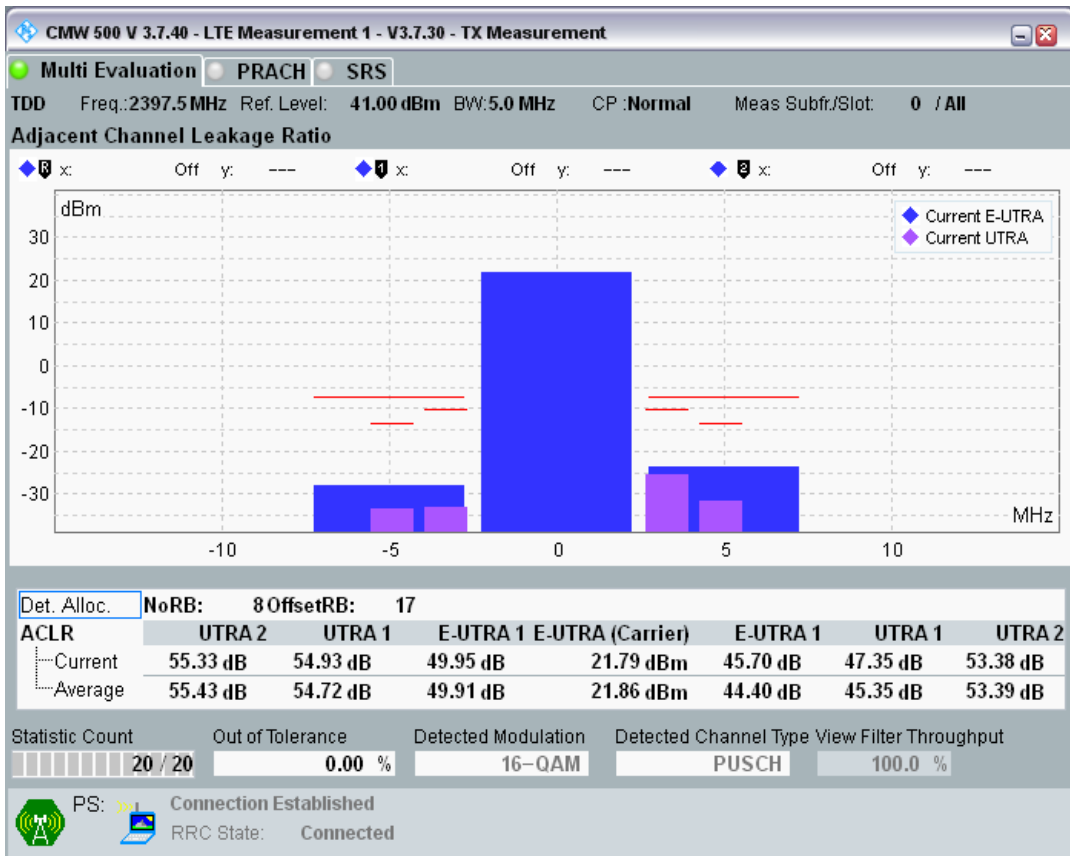 CMW 500 V 3.7.40 - LTE Measurement 1 - V3.7.30 - TX Measurement
Multi Evaluation PRACH SRS
TDD Freq.:2397.5 MHz Ref. Level: 41.00 dBm BW:5.0 MHz CP :Normal Meas Subfr./Slot: 0 / All
Adjacent Channel Leakage Ratio
R x: Off y: --- 1 x: Off y: --- 2 x: Off y: ---
dBm
Current E-UTRA
Current UTRA
30
20
10
0
-10
-20
-30
MHz
-10 -5 0 5 10
Det. Alloc. NoRB: 8 OffsetRB: 17
ACLR UTRA 2 UTRA 1 E-UTRA 1 E-UTRA (Carrier) E-UTRA 1 UTRA 1 UTRA 2
Current 55.33 dB 54.93 dB 49.95 dB 21.79 dBm 45.70 dB 47.35 dB 53.38 dB
Average 55.43 dB 54.72 dB 49.91 dB 21.86 dBm 44.40 dB 45.35 dB 53.39 dB
Statistic Count Out of Tolerance Detected Modulation Detected Channel Type View Filter Throughput
20 / 20 0.00 % 16-QAM PUSCH 100.0 %
PS: Connection Established
RRC State: Connected